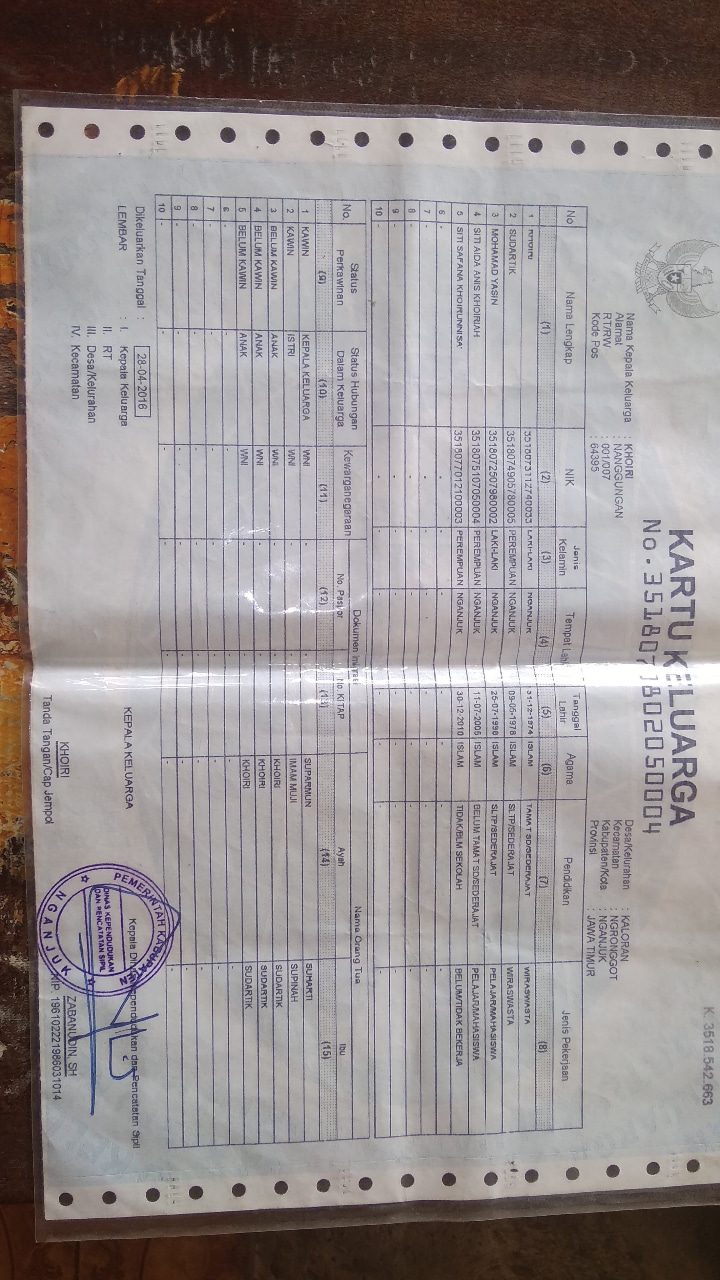 K. 3518.542.663
KARTU KELUARGA
No. 3518071802050004
Nama Kepala Keluarga : KHOIRI
Alamat : NANGGUNGAN
RT/RW : 001/007
Kode Pos : 64395
Desa/Kelurahan : KALORAN
Kecamatan : NGRONGGOT
Kabupaten/Kota : NGANJUK
Provinsi : JAWA TIMUR
No Nama Lengkap NIK Jenis Kelamin Tempat Lahir Tanggal Lahir Agama Pendidikan Jenis Pekerjaan
(1) (2) (3) (4) (5) (6) (7) (8)
1 KHOIRI 3518073112740033 LAKI-LAKI NGANJUK 31-12-1974 ISLAM TAMAT SD/SEDERAJAT WIRASWASTA
2 SUDARTIK 3518074905780005 PEREMPUAN NGANJUK 09-05-1978 ISLAM SLTP/SEDERAJAT WIRASWASTA
3 MOHAMAD YASIN 3518072507980002 LAKI-LAKI NGANJUK 25-07-1998 ISLAM SLTP/SEDERAJAT PELAJAR/MAHASISWA
4 SITI AIDA ANIS KHOIRIAH 3518075107050004 PEREMPUAN NGANJUK 11-07-2005 ISLAM BELUM TAMAT SD/SEDERAJAT PELAJAR/MAHASISWA
5 SITI SAFANA KHOIRUNNISA' 3518077012100003 PEREMPUAN NGANJUK 30-12-2010 ISLAM TIDAK/BLM SEKOLAH BELUM/TIDAK BEKERJA
6 - - - - - - - -
7 - - - - - - - -
8 - - - - - - - -
9 - - - - - - - -
10 - - - - - - - -
No. Status Perkawinan Status Hubungan Dalam Keluarga Kewarganegaraan Dokumen Imigrasi Nama Orang Tua
No. Paspor No. KITAP Ayah Ibu
(9) (10) (11) (12) (13) (14) (15)
1 KAWIN KEPALA KELUARGA WNI - - SUPARMUN SUHARTI
2 KAWIN ISTRI WNI - - IMAM MUJI SUPINAH
3 BELUM KAWIN ANAK WNI - - KHOIRI SUDARTIK
4 BELUM KAWIN ANAK WNI - - KHOIRI SUDARTIK
5 BELUM KAWIN ANAK WNI - - KHOIRI SUDARTIK
6 - - - - - - -
7 - - - - - - -
8 - - - - - - -
9 - - - - - - -
10 - - - - - - -
Dikeluarkan Tanggal : 28-04-2016
LEMBAR : I. Kepala Keluarga
II. RT
III. Desa/Kelurahan
IV. Kecamatan
KEPALA KELUARGA
KHOIRI
Tanda Tangan/Cap Jempol
Kepala Dinas Kependudukan dan Pencatatan Sipil
PEMERINTAH KABUPATEN
DINAS KEPENDUDUKAN
DAN PENCATATAN SIPIL
NGANJUK
ZABANUDIN, SH
NIP. 196102221986031014